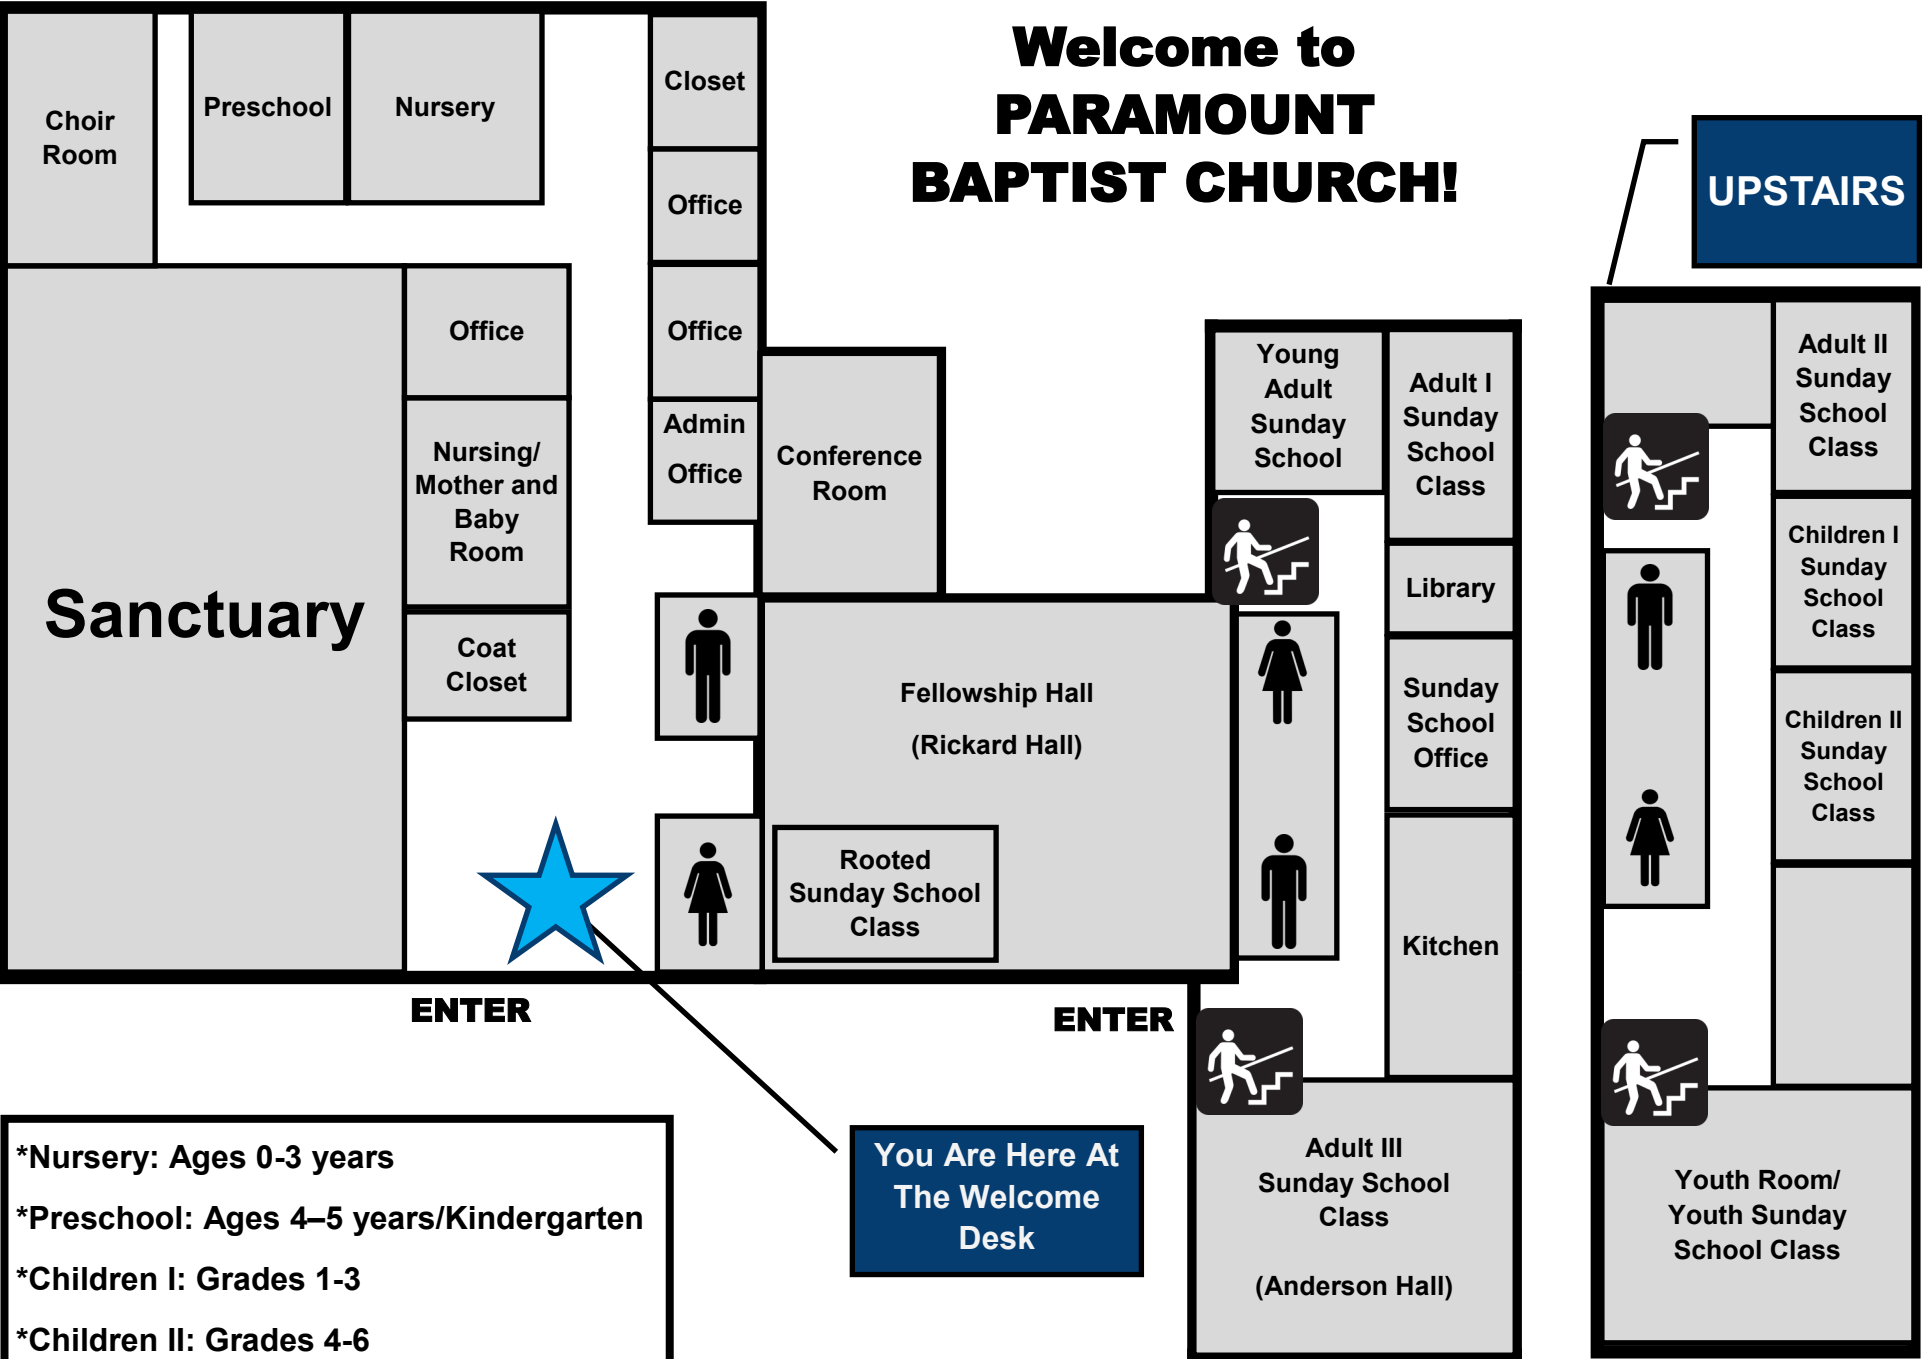 Welcome to
PARAMOUNT
BAPTIST CHURCH!
UPSTAIRS
Choir
Room
Preschool
Nursery
Closet
Office
Office
Admin
Office
Conference
Room
Office
Nursing/
Mother and
Baby
Room
Coat
Closet
Sanctuary
Fellowship Hall
(Rickard Hall)
Rooted
Sunday School
Class
Young
Adult
Sunday
School
Adult I
Sunday
School
Class
Library
Sunday
School
Office
Kitchen
Adult III
Sunday School
Class
(Anderson Hall)
Adult II
Sunday
School
Class
Children I
Sunday
School
Class
Children II
Sunday
School
Class
Youth Room/
Youth Sunday
School Class
ENTER
ENTER
You Are Here At
The Welcome
Desk
*Nursery: Ages 0-3 years
*Preschool: Ages 4–5 years/Kindergarten
*Children I: Grades 1-3
*Children II: Grades 4-6